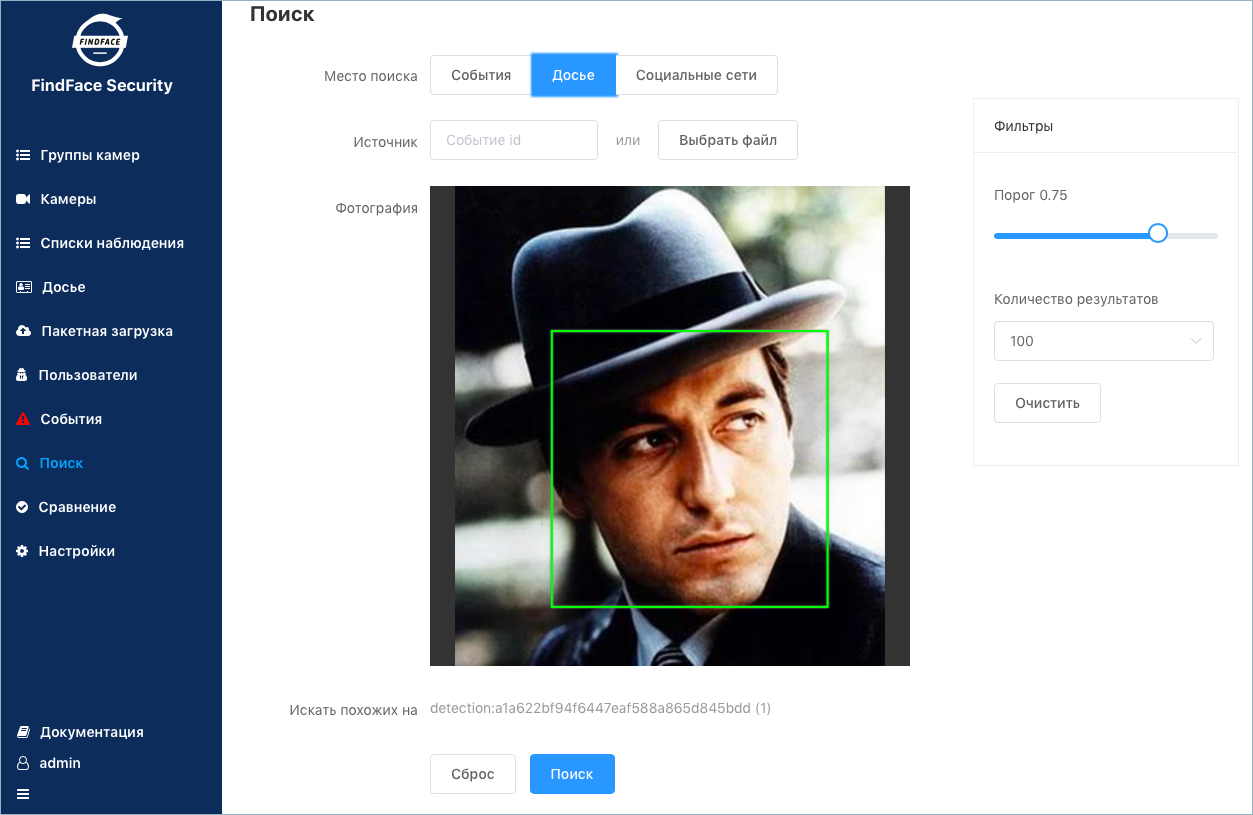 FINDFACE
FindFace Security
Группы камер
Камеры
Списки наблюдения
Досье
Пакетная загрузка
Пользователи
События
Поиск
Сравнение
Настройки
Документация
admin
Поиск
Место поиска
События Досье Социальные сети
Источник
Событие id или Выбрать файл
Фотография
Искать похожих на detection:a1a622bf94f6447eaf588a865d845bdd (1)
Сброс Поиск
Фильтры
Порог 0.75
Количество результатов
100
Очистить